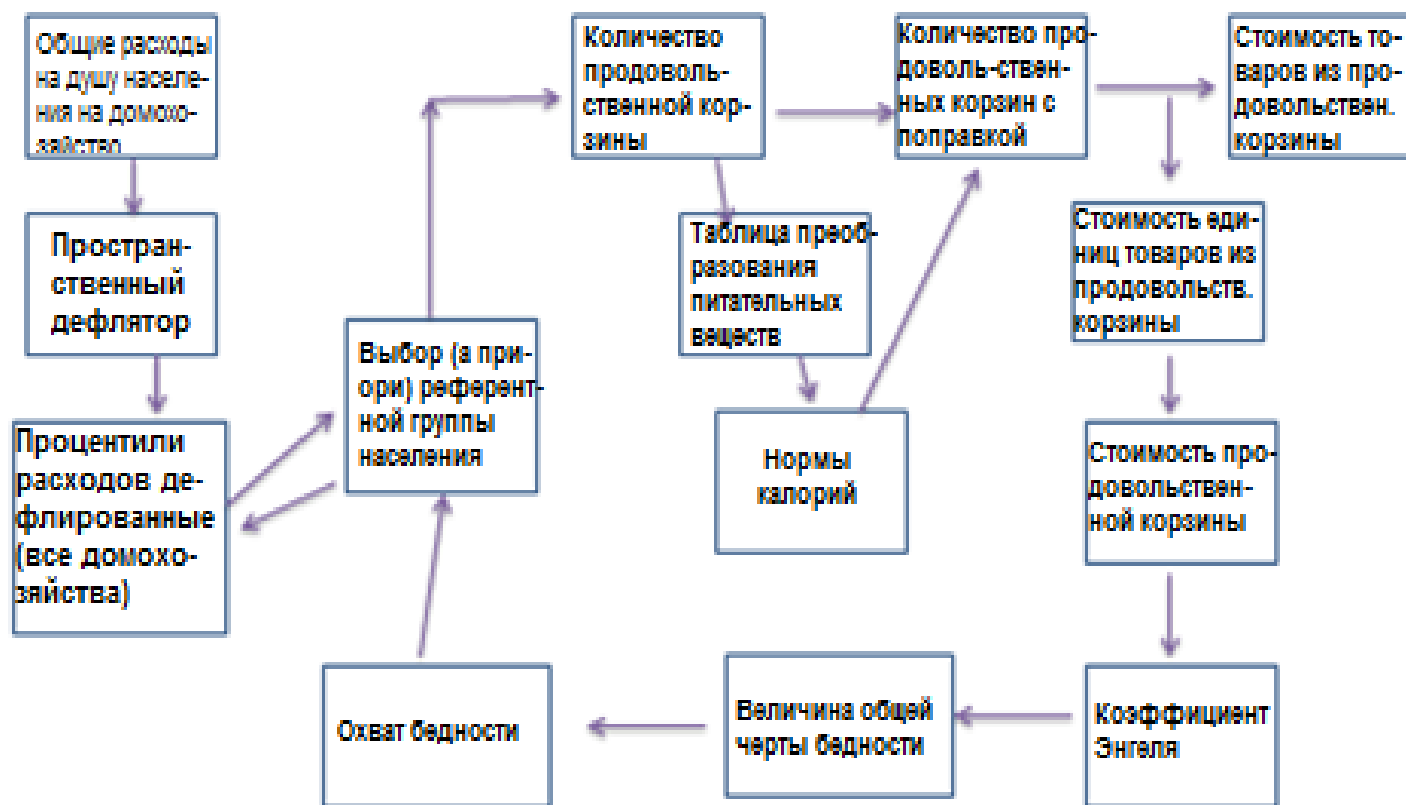 Общие расходы
на душу населе-
ния на домохо-
зяйство
Количество
продоволь-
ственной кор-
зины
Количество про-
доволь-ствен-
ных корзин с
поправкой
Стоимость то-
варов из про-
довольствен.
корзины
Простран-
ственный
дефлятор
Таблица преоб-
разования
питательных
веществ
Стоимость еди-
ниц товаров из
продовольств.
корзины
Выбор (а при-
ори) референт-
ной группы
населения
Процентили
расходов де-
флированные
(все домохо-
зяйства)
Нормы
калорий
Стоимость про-
довольствен-
ной корзины
Охват бедности
Величина общей
черты бедности
Коэффициент
Энгеля